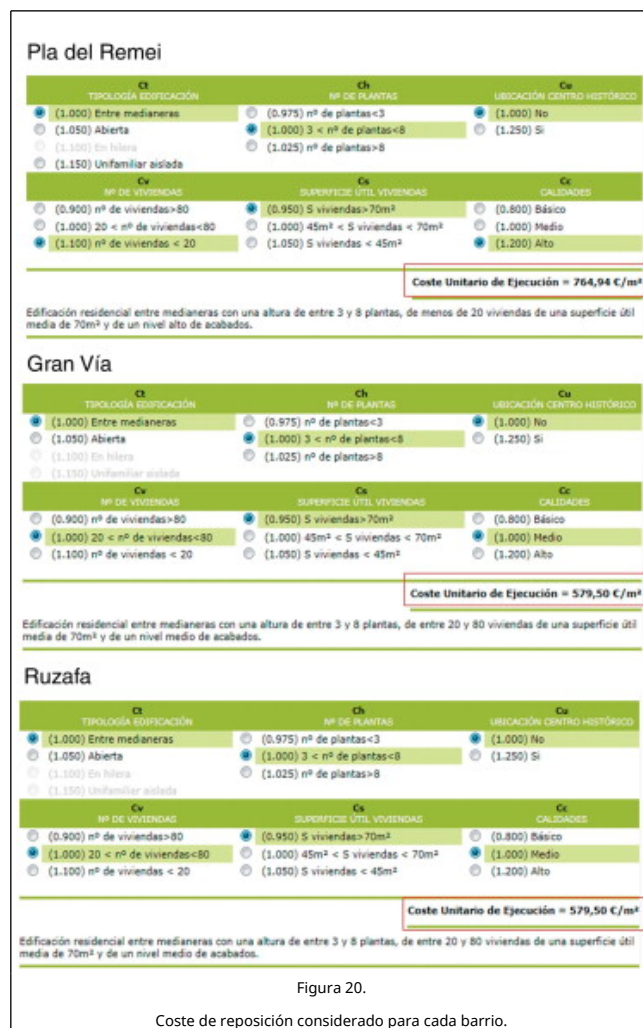 Pla del Remei
Ct Ch Cu
TIPOLOGÍA EDIFICACIÓN Nº DE PLANTAS UBICACIÓN CENTRO HISTÓRICO
(1.000) Entre medianeras (0.975) nº de plantas<3 (1.000) No
(1.050) Abierta (1.000) 3 < nº de plantas<8 (1.250) Si
(1.100) En hilera (1.025) nº de plantas>8
(1.150) Unifamiliar aislada
Cv Cs Cc
Nº DE VIVIENDAS SUPERFICIE ÚTIL VIVIENDAS CALIDADES
(0.900) nº de viviendas>80 (0.950) S viviendas>70m² (0.800) Básico
(1.000) 20 < nº de viviendas<80 (1.000) 45m² < S viviendas < 70m² (1.000) Medio
(1.100) nº de viviendas < 20 (1.050) S viviendas < 45m² (1.200) Alto
Coste Unitario de Ejecución = 764,94 €/m²
Edificación residencial entre medianeras con una altura de entre 3 y 8 plantas, de menos de 20 viviendas de una superficie útil
media de 70m² y de un nivel alto de acabados.
Gran Vía
Ct Ch Cu
TIPOLOGÍA EDIFICACIÓN Nº DE PLANTAS UBICACIÓN CENTRO HISTÓRICO
(1.000) Entre medianeras (0.975) nº de plantas<3 (1.000) No
(1.050) Abierta (1.000) 3 < nº de plantas<8 (1.250) Si
(1.100) En hilera (1.025) nº de plantas>8
(1.150) Unifamiliar aislada
Cv Cs Cc
Nº DE VIVIENDAS SUPERFICIE ÚTIL VIVIENDAS CALIDADES
(0.900) nº de viviendas>80 (0.950) S viviendas>70m² (0.800) Básico
(1.000) 20 < nº de viviendas<80 (1.000) 45m² < S viviendas < 70m² (1.000) Medio
(1.100) nº de viviendas < 20 (1.050) S viviendas < 45m² (1.200) Alto
Coste Unitario de Ejecución = 579,50 €/m²
Edificación residencial entre medianeras con una altura de entre 3 y 8 plantas, de entre 20 y 80 viviendas de una superficie útil
media de 70m² y de un nivel medio de acabados.
Ruzafa
Ct Ch Cu
TIPOLOGÍA EDIFICACIÓN Nº DE PLANTAS UBICACIÓN CENTRO HISTÓRICO
(1.000) Entre medianeras (0.975) nº de plantas<3 (1.000) No
(1.050) Abierta (1.000) 3 < nº de plantas<8 (1.250) Si
(1.100) En hilera (1.025) nº de plantas>8
(1.150) Unifamiliar aislada
Cv Cs Cc
Nº DE VIVIENDAS SUPERFICIE ÚTIL VIVIENDAS CALIDADES
(0.900) nº de viviendas>80 (0.950) S viviendas>70m² (0.800) Básico
(1.000) 20 < nº de viviendas<80 (1.000) 45m² < S viviendas < 70m² (1.000) Medio
(1.100) nº de viviendas < 20 (1.050) S viviendas < 45m² (1.200) Alto
Coste Unitario de Ejecución = 579,50 €/m²
Edificación residencial entre medianeras con una altura de entre 3 y 8 plantas, de entre 20 y 80 viviendas de una superficie útil
media de 70m² y de un nivel medio de acabados.
Figura 20.
Coste de reposición considerado para cada barrio.